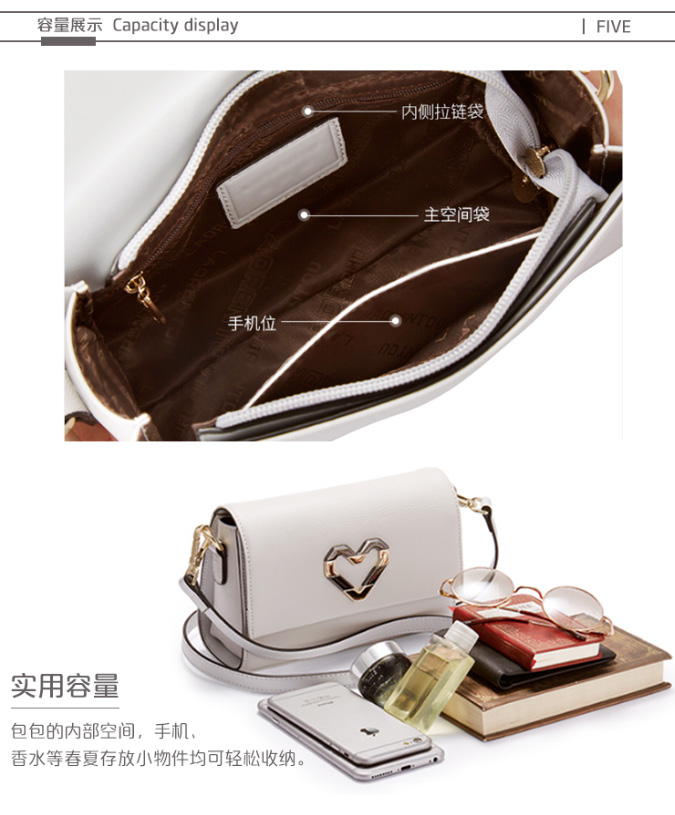 容量展示 Capacity display
| FIVE
内侧拉链袋
主空间袋
手机位
实用容量
包包的内部空间，手机、
香水等春夏存放小物件均可轻松收纳。
iPhone